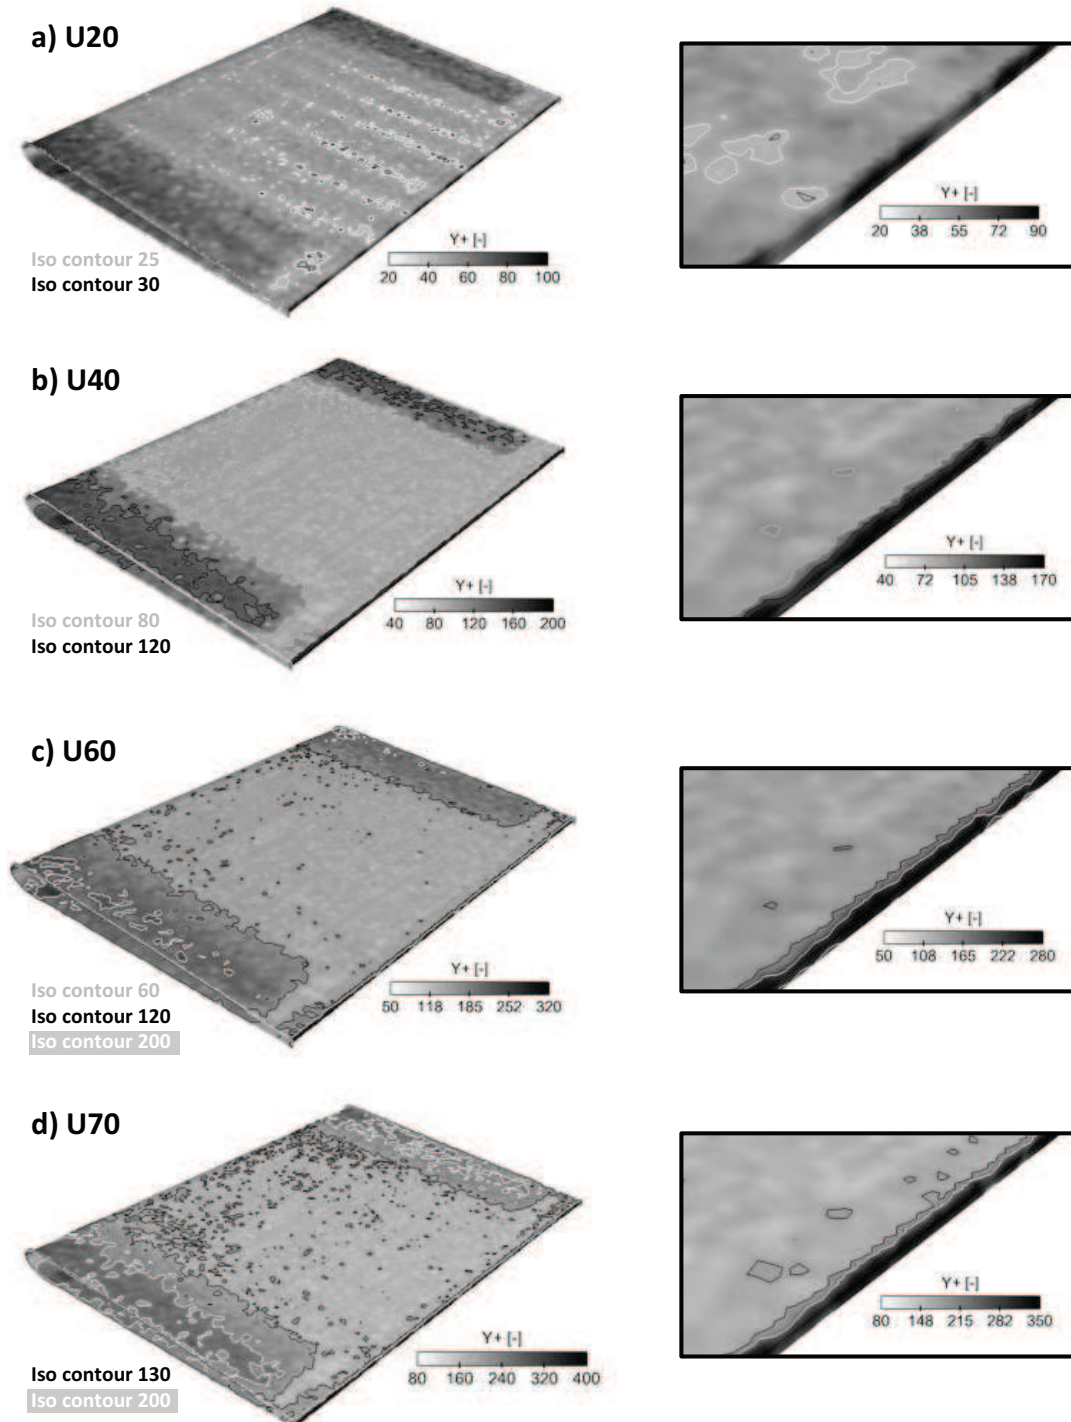 a) U20
Y+ [-]
20 38 55 72 90
Y+ [-]
20 40 60 80 100
Iso contour 25
Iso contour 30
b) U40
Y+ [-]
40 72 105 138 170
Y+ [-]
40 80 120 160 200
Iso contour 80
Iso contour 120
c) U60
Y+ [-]
50 108 165 222 280
Y+ [-]
50 118 185 252 320
Iso contour 60
Iso contour 120
Iso contour 200
d) U70
Y+ [-]
80 148 215 282 350
Y+ [-]
80 160 240 320 400
Iso contour 130
Iso contour 200